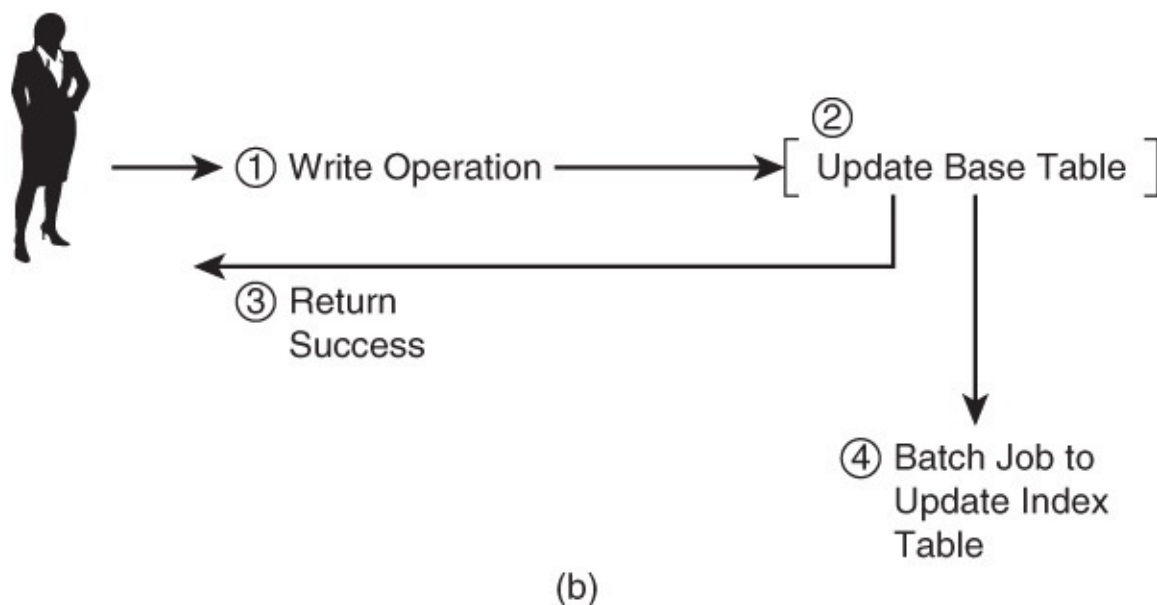 ②
① Write Operation
Update Base Table
③ Return
Success
④ Batch Job to
Update Index
Table
(b)